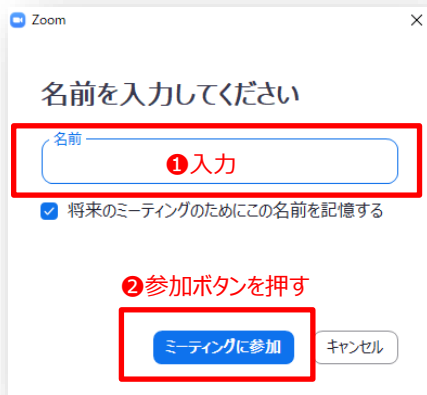 Zoom
名前を入力してください
名前
❶入力
将来のミーティングのためにこの名前を記憶する
❷参加ボタンを押す
ミーティングに参加
キャンセル